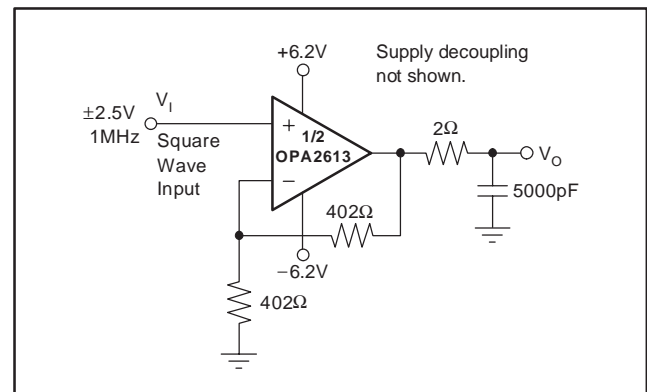 +6.2V
Supply decoupling
not shown.
V_I
±2.5V
1MHz
Square
Wave
Input
+
1/2
OPA2613
−
2Ω
V_O
5000pF
402Ω
−6.2V
402Ω